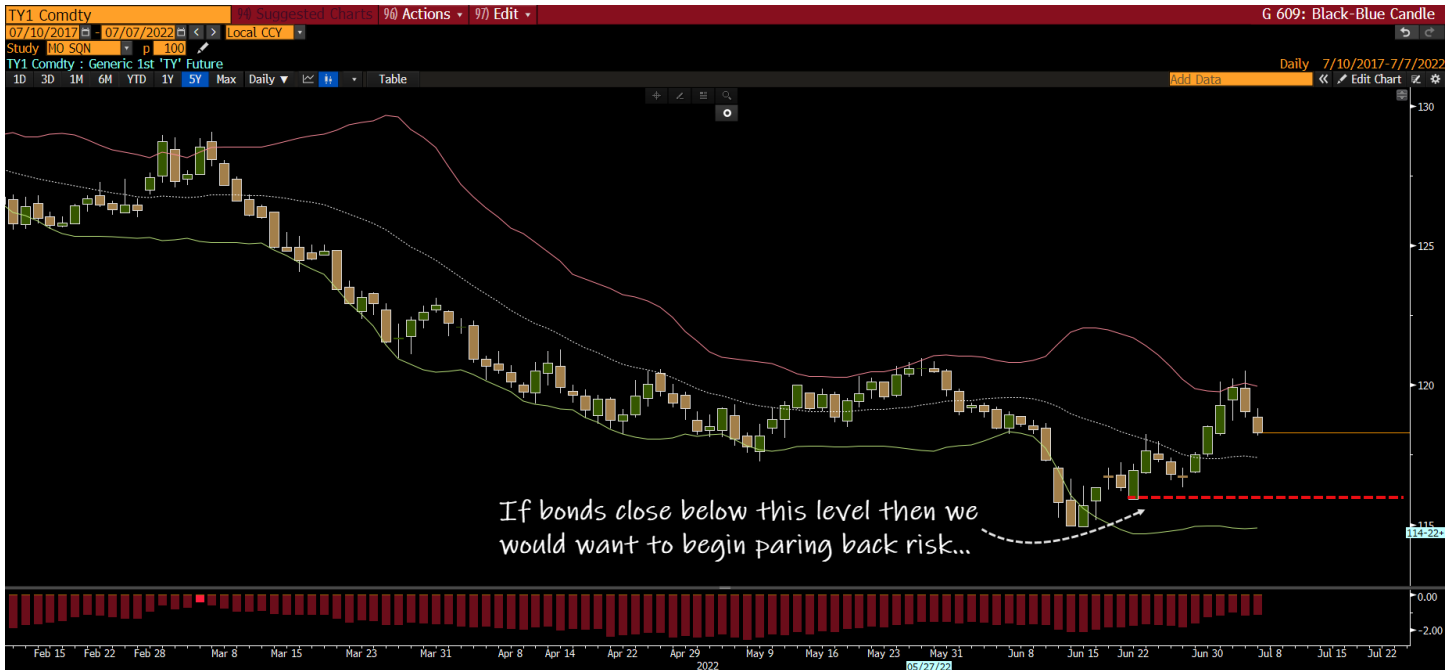 TY1 Comdty 94) Suggested Charts 96) Actions 97) Edit G 609: Black-Blue Candle
07/10/2017 - 07/07/2022 < > Local CCY
Study MO SQN p 100
TY1 Comdty : Generic 1st 'TY' Future Daily 7/10/2017-7/7/2022
1D 3D 1M 6M YTD 1Y 5Y Max Daily ▼ Table Add Data « Edit Chart
130
125
120
If bonds close below this level then we
would want to begin paring back risk...
115
114-22+
0.00
-2.00
Feb 15 Feb 22 Feb 28 Mar 8 Mar 15 Mar 23 Mar 31 Apr 8 Apr 14 Apr 22 Apr 29 May 9 May 16 May 23 May 31 Jun 8 Jun 15 Jun 22 Jun 30 Jul 8 Jul 15 Jul 22
2022 05/27/22